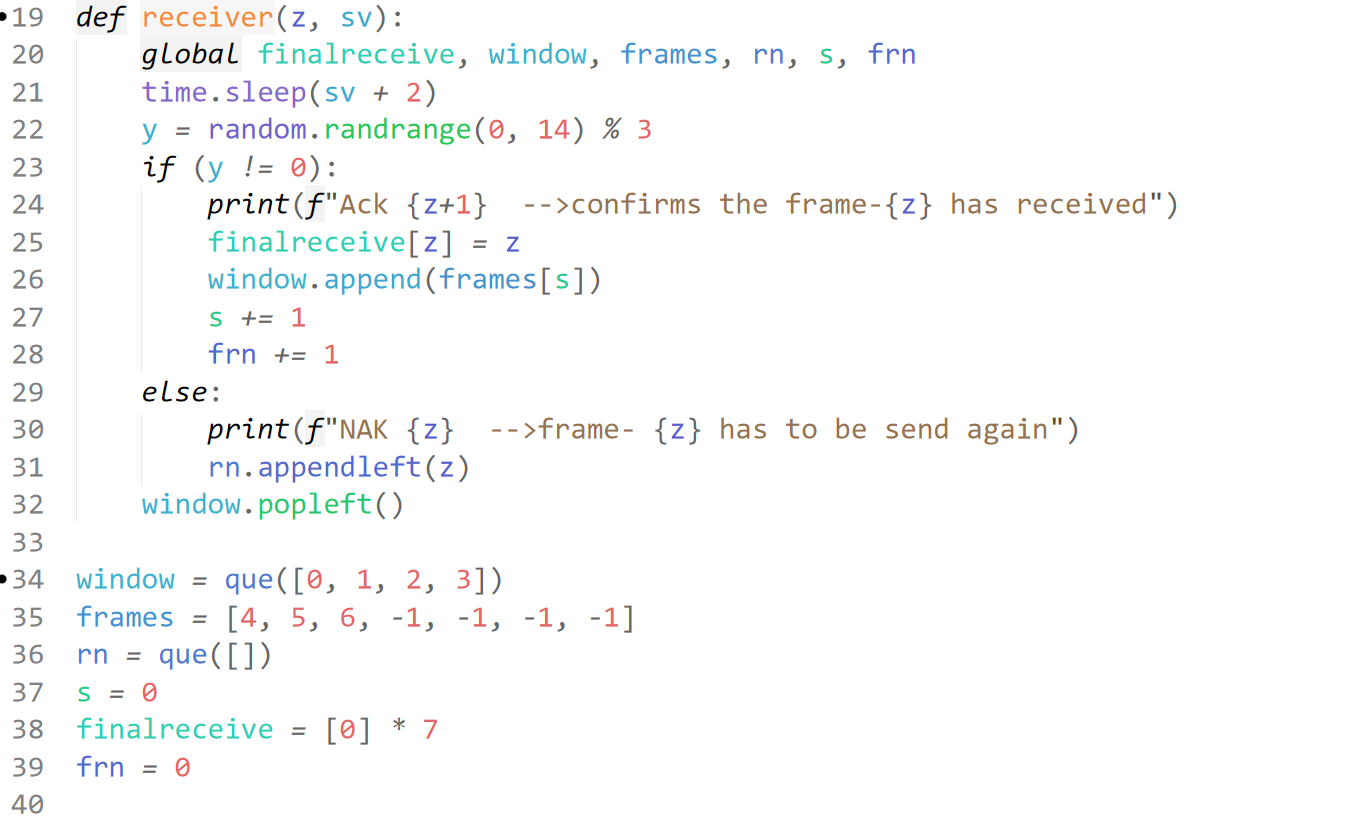 19 def receiver(z, sv):
20     global finalreceive, window, frames, rn, s, frn
21     time.sleep(sv + 2)
22     y = random.randrange(0, 14) % 3
23     if (y != 0):
24         print(f"Ack {z+1}  -->confirms the frame-{z} has received")
25         finalreceive[z] = z
26         window.append(frames[s])
27         s += 1
28         frn += 1
29     else:
30         print(f"NAK {z}  -->frame- {z} has to be send again")
31         rn.appendleft(z)
32     window.popleft()
33
34 window = que([0, 1, 2, 3])
35 frames = [4, 5, 6, -1, -1, -1, -1]
36 rn = que([])
37 s = 0
38 finalreceive = [0] * 7
39 frn = 0
40